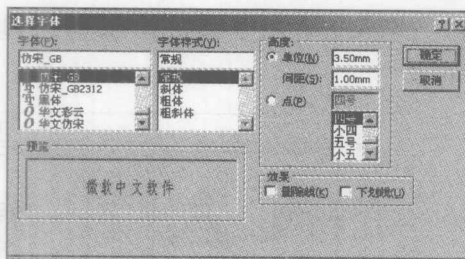 选择字体
字体(F):
仿宋_GB
仿宋_GB
仿宋_GB2312
黑体
华文彩云
华文仿宋
字体样式(Y):
常规
常规
斜体
粗体
粗斜体
高度:
单位(N)
3.50mm
间距(S):
1.00mm
点(P)
四号
四号
小四
五号
小五
确定
取消
预览
微软中文软件
效果
删除线(K)
下划线(U)